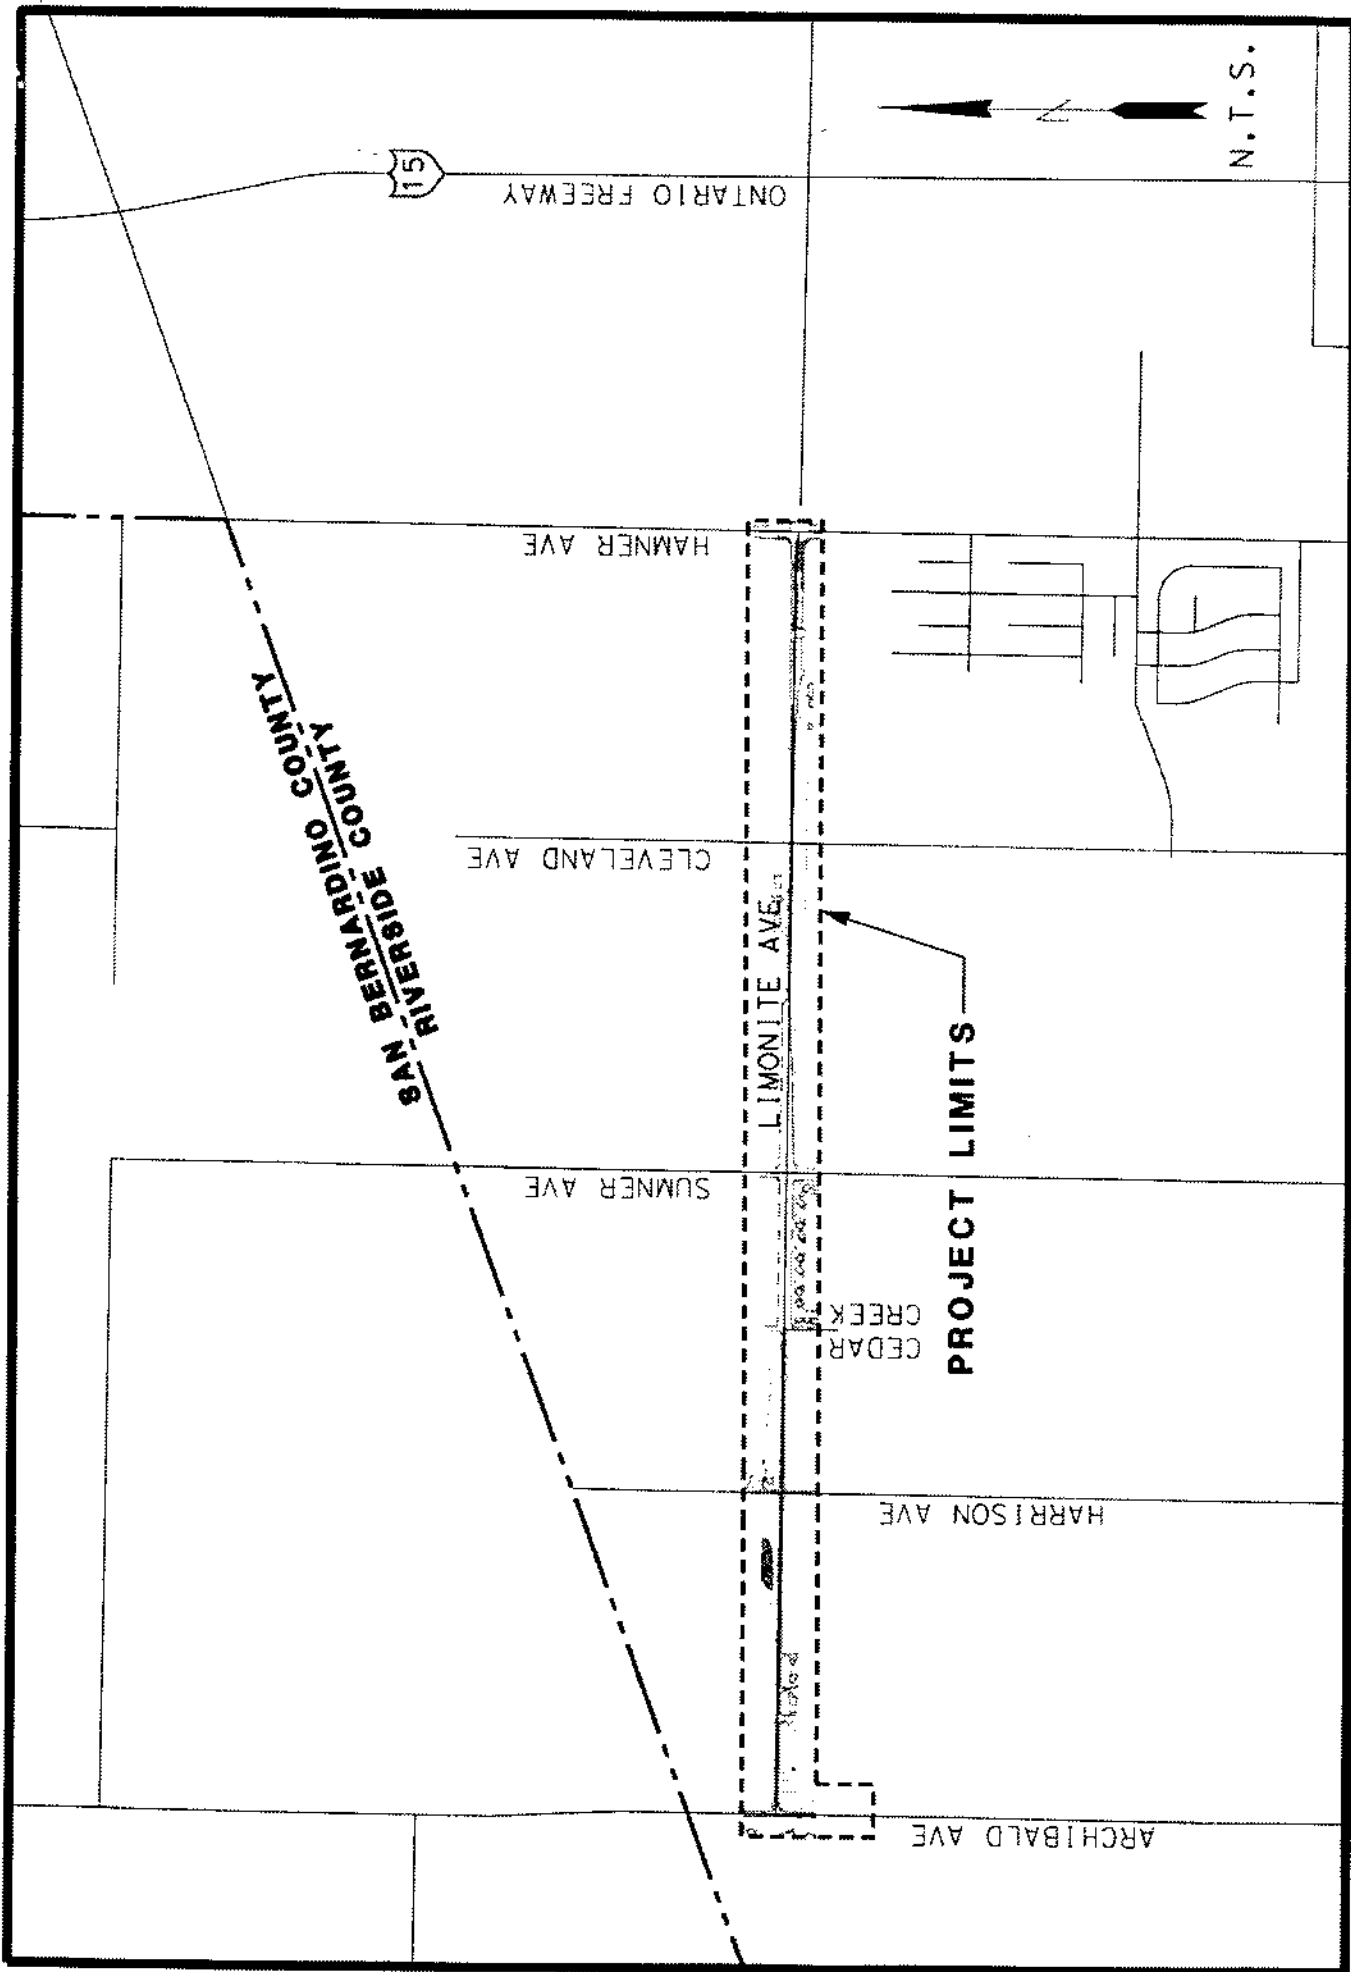 15
ONTARIO FREEWAY
N.T.S.
HAMNER AVE
SAN BERNARDINO COUNTY
RIVERSIDE COUNTY
CLEVELAND AVE
LIMONITE AVE
SUMNER AVE
PROJECT LIMITS
CEDAR
CREEK
HARRISON AVE
ARCHIBALD AVE